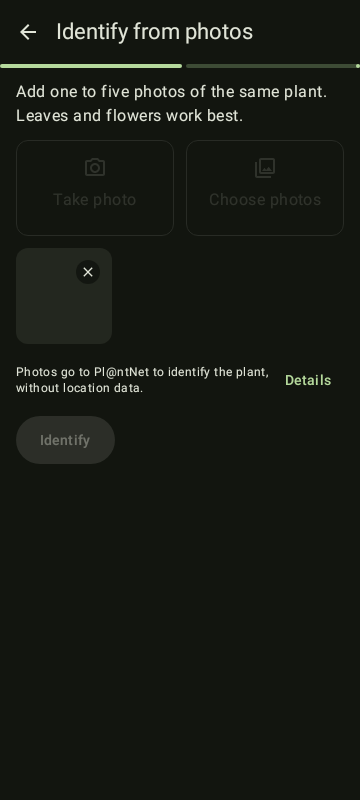 Identify from photos
Add one to five photos of the same plant.
Leaves and flowers work best.
Take photo
Choose photos
Photos go to Pl@ntNet to identify the plant,
without location data.
Details
Identify